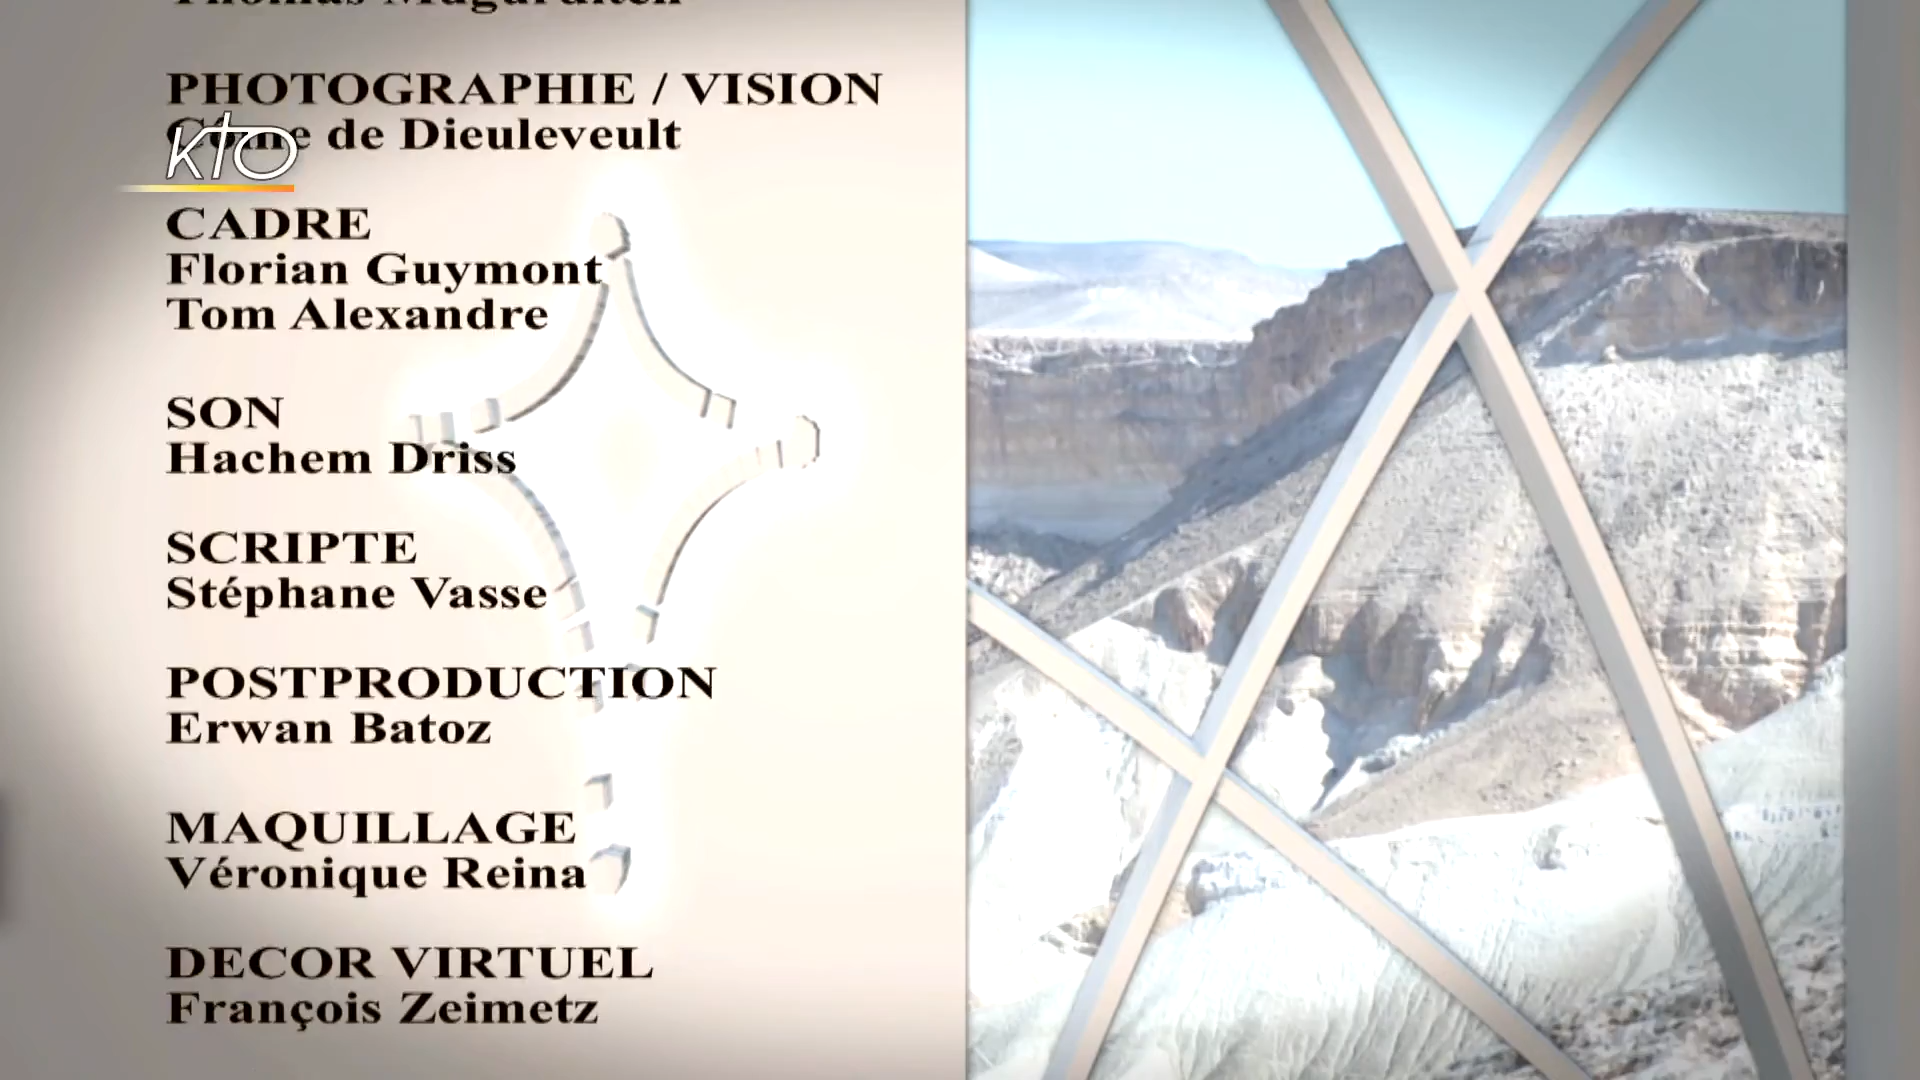 PHOTOGRAPHIE / VISION
Côme de Dieuleveult
kto
CADRE
Florian Guymont
Tom Alexandre
SON
Hachem Driss
SCRIPTE
Stéphane Vasse
POSTPRODUCTION
Erwan Batoz
MAQUILLAGE
Véronique Reina
DECOR VIRTUEL
François Zeimetz